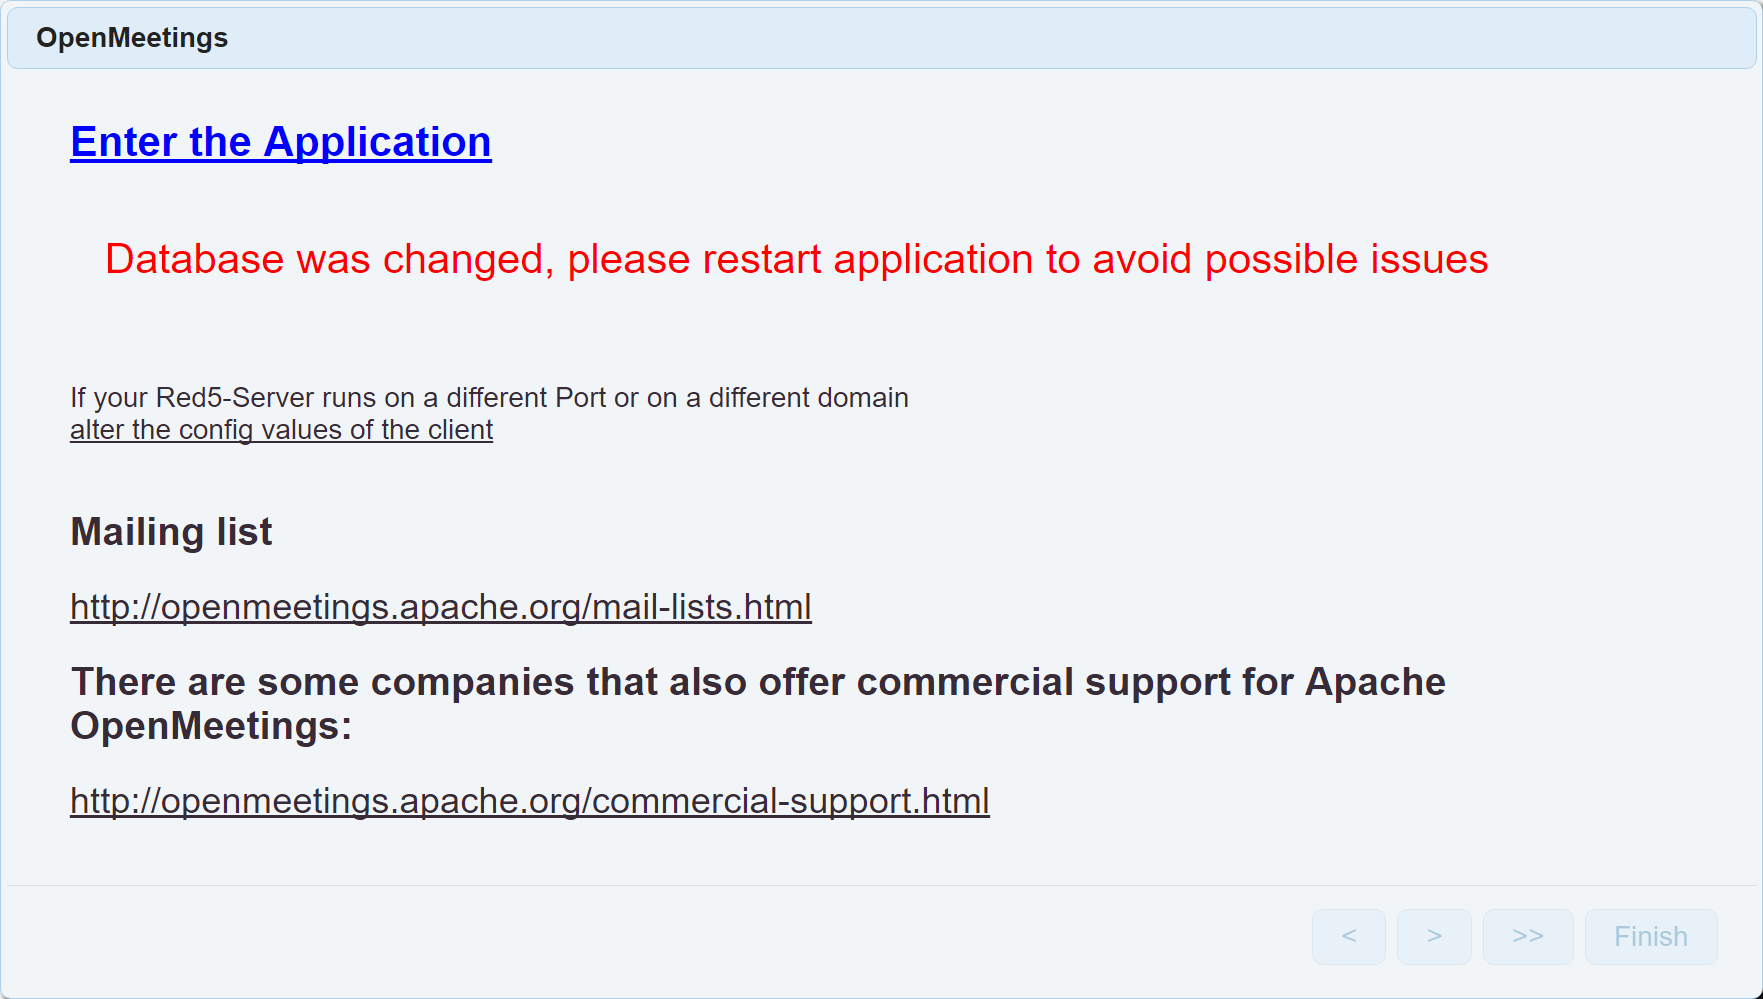 OpenMeetings
Enter the Application
Database was changed, please restart application to avoid possible issues
If your Red5-Server runs on a different Port or on a different domain
alter the config values of the client
Mailing list
http://openmeetings.apache.org/mail-lists.html
There are some companies that also offer commercial support for Apache
OpenMeetings:
http://openmeetings.apache.org/commercial-support.html
< > >> Finish